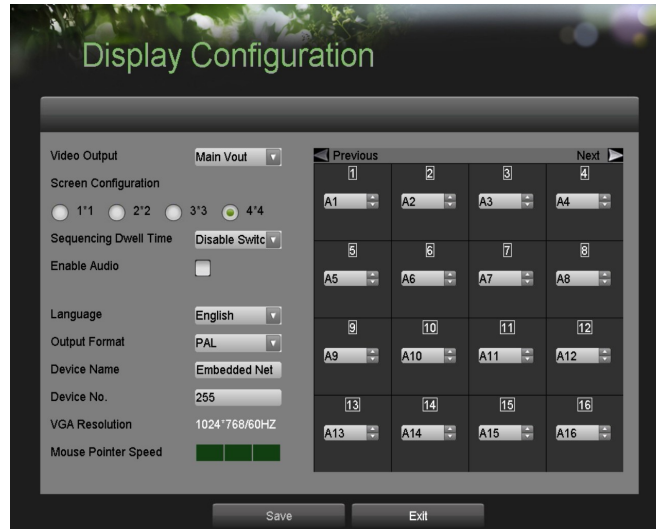 Display Configuration
Video Output Main Vout
Screen Configuration
1*1 2*2 3*3 4*4
Sequencing Dwell Time Disable Switc
Enable Audio
Language English
Output Format PAL
Device Name Embedded Net
Device No. 255
VGA Resolution 1024*768/60HZ
Mouse Pointer Speed
Previous Next
1 2 3 4
A1 A2 A3 A4
5 6 7 8
A5 A6 A7 A8
9 10 11 12
A9 A10 A11 A12
13 14 15 16
A13 A14 A15 A16
Save Exit